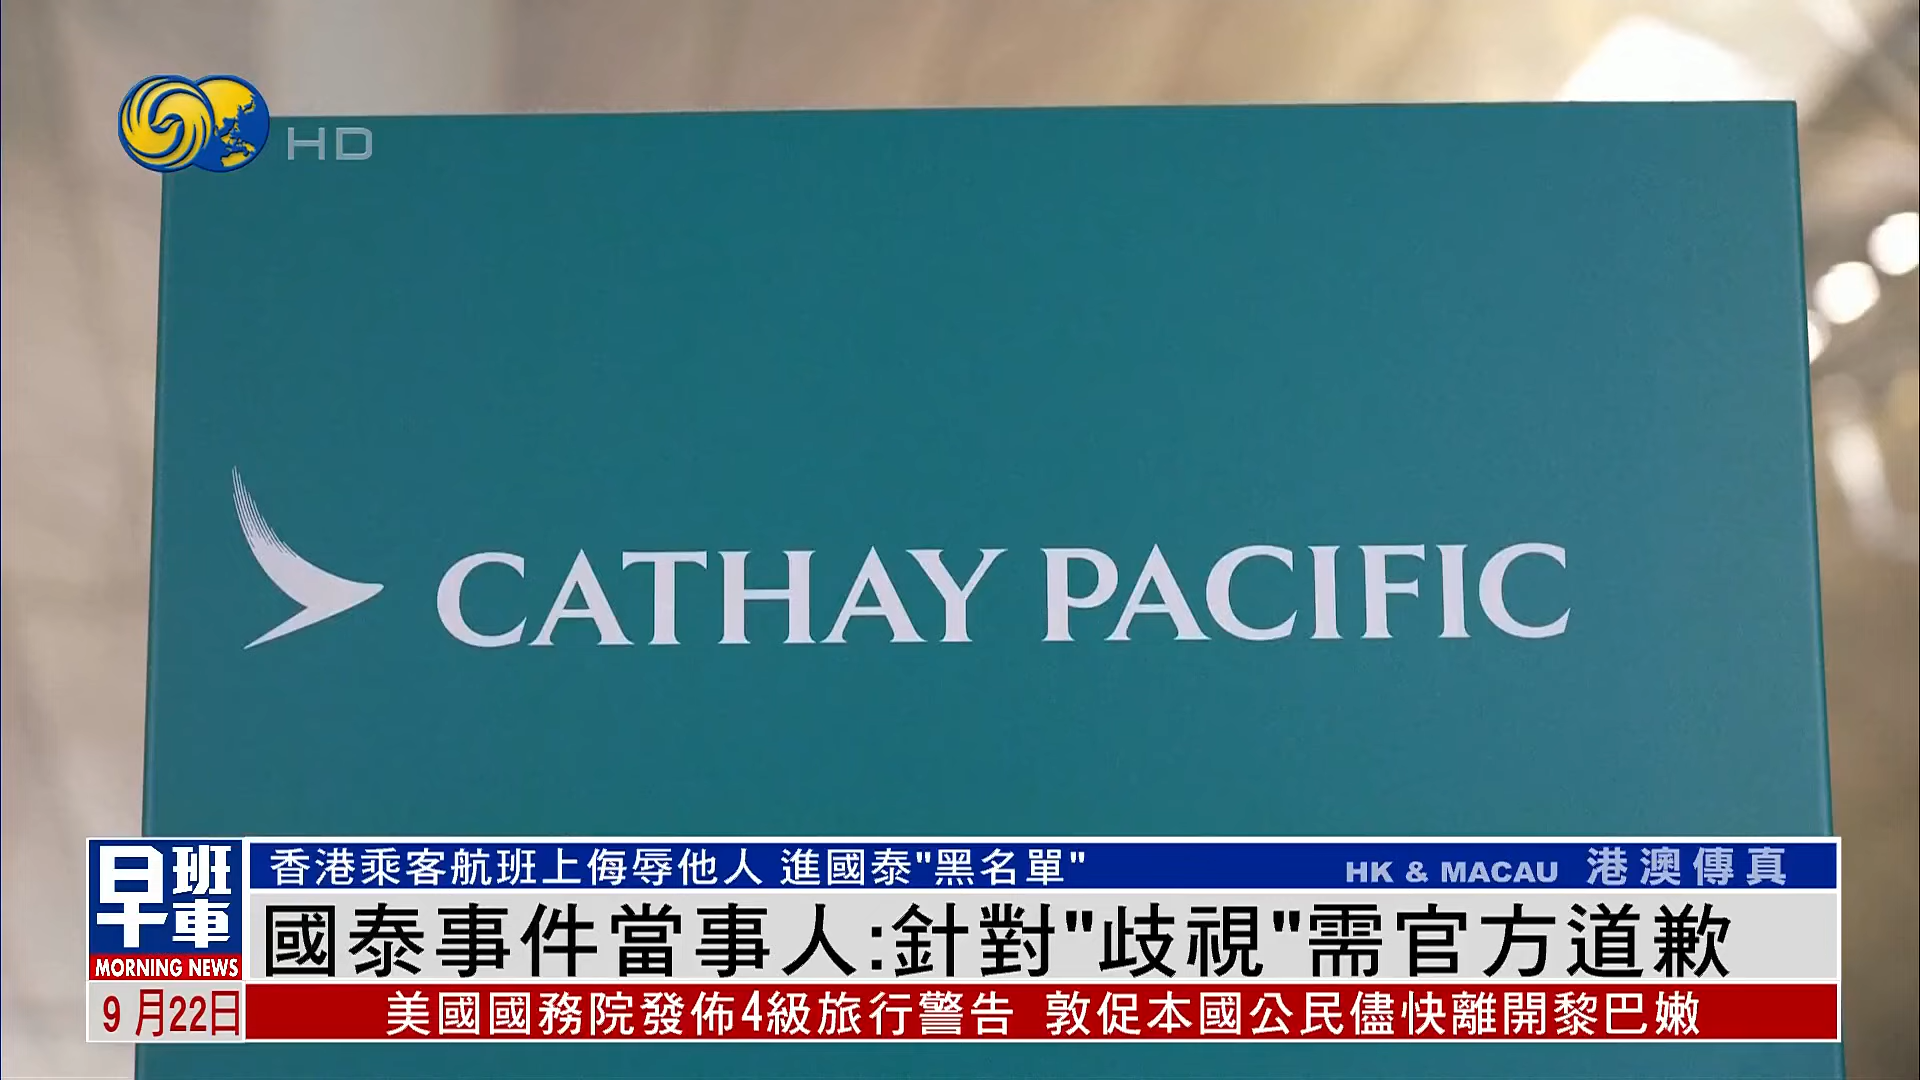 HD
CATHAY PACIFIC
香港乘客航班上侮辱他人 進國泰"黑名單"
HK & MACAU 港澳傳真
早班車
國泰事件當事人:針對"歧視"需官方道歉
MORNING NEWS
9月22日
美國國務院發佈4級旅行警告 敦促本國公民儘快離開黎巴嫩